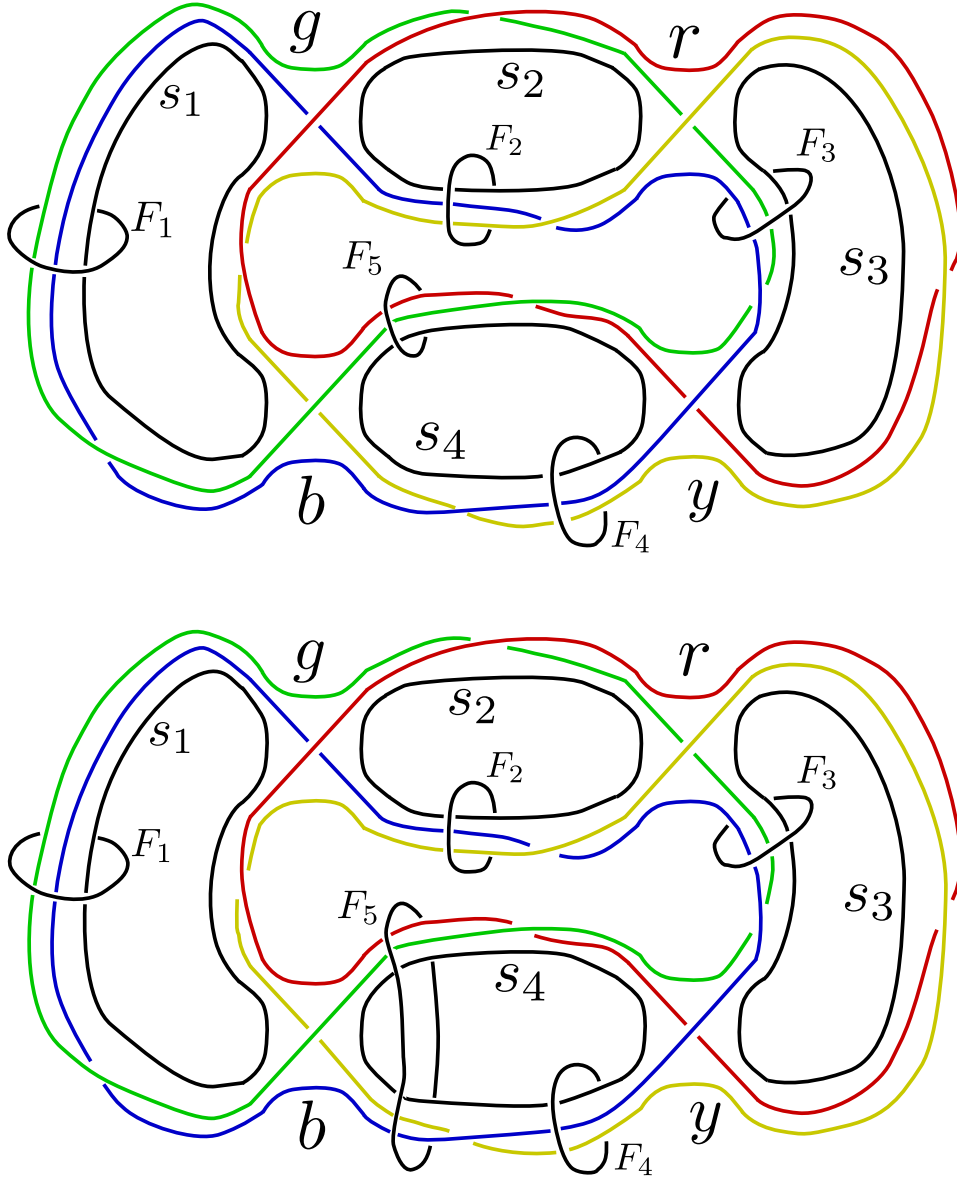 g
r
s₁
s₂
F₂
F₃
F₁
F₅
s₃
s₄
b
y
F₄
g
r
s₂
s₁
F₂
F₃
F₁
F₅
s₃
s₄
b
y
F₄